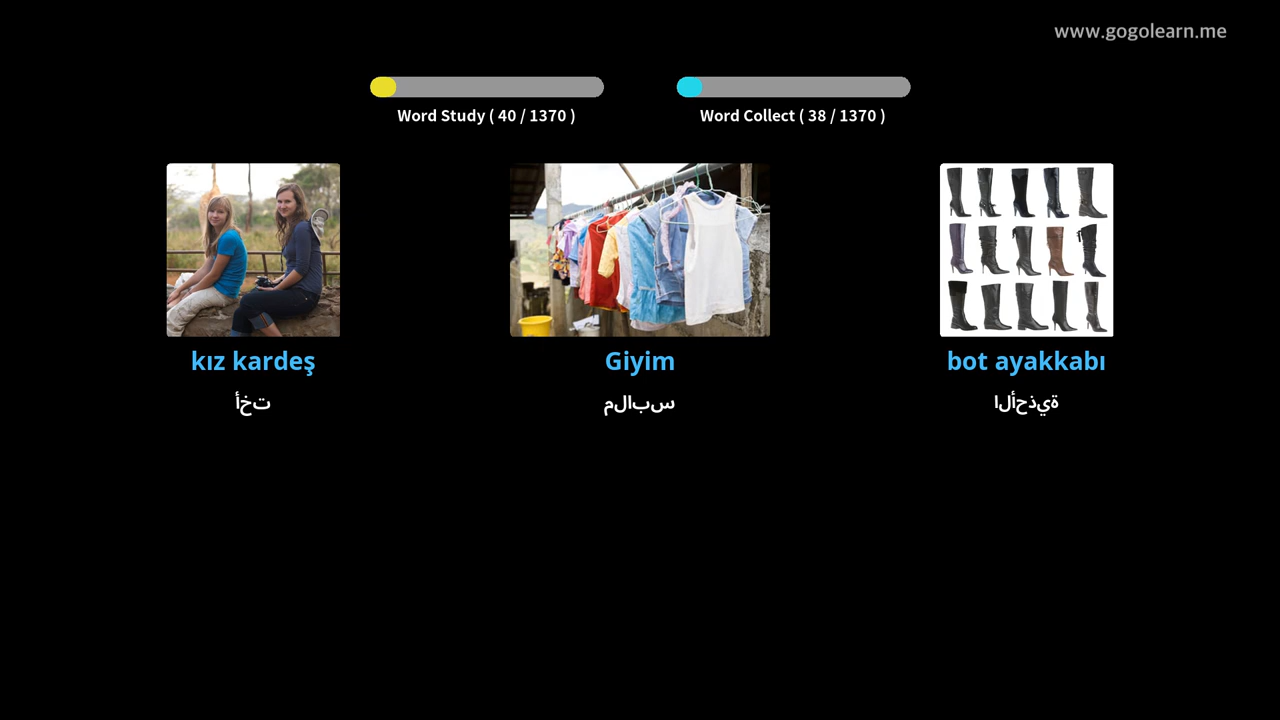 www.gogolearn.me
Word Study ( 40 / 1370 )
Word Collect ( 38 / 1370 )
kız kardeş
Giyim
bot ayakkabı
أخت
ملابس
الأحذية